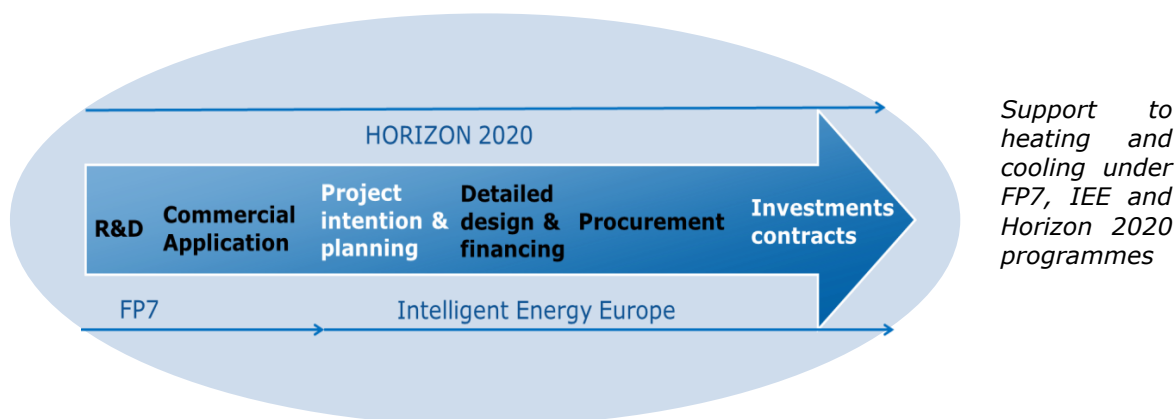 HORIZON 2020
R&D
Commercial
Application
Project
intention &
planning
Detailed
design &
financing
Procurement
Investments
contracts
FP7
Intelligent Energy Europe
Support to
heating and
cooling under
FP7, IEE and
Horizon 2020
programmes